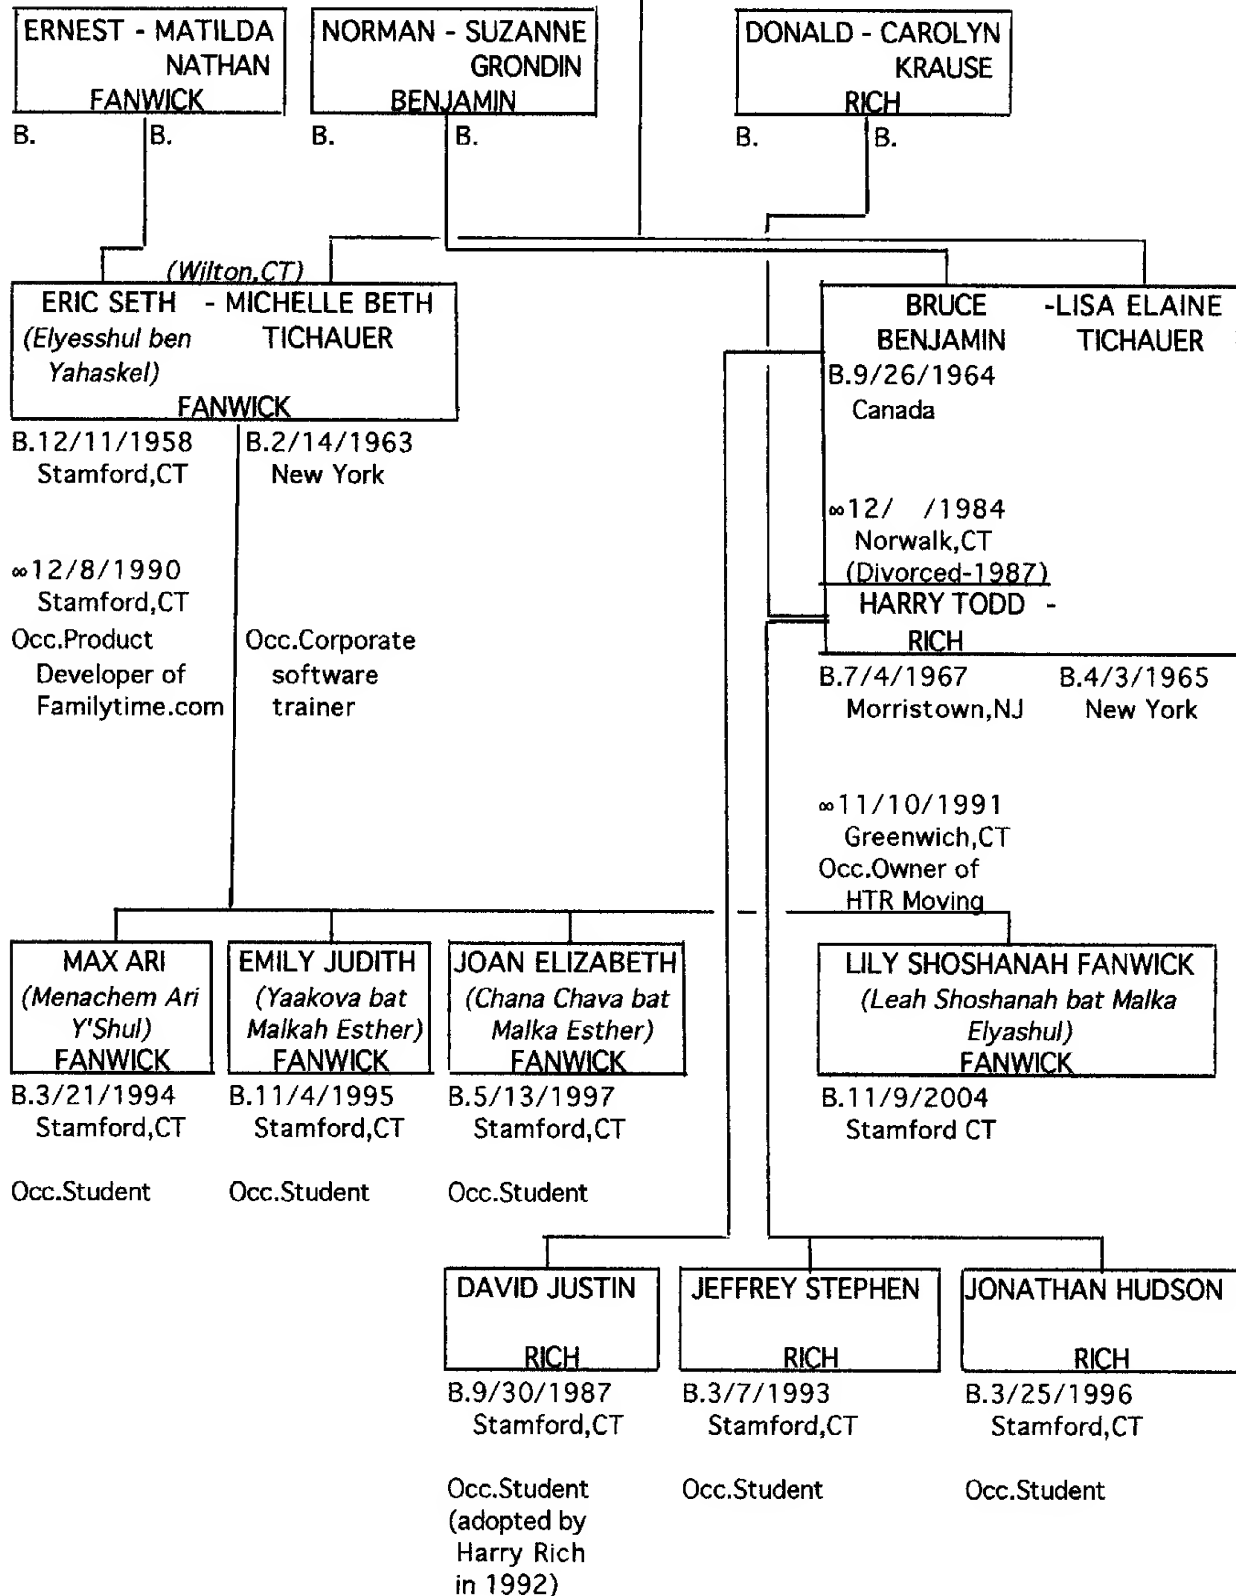 ERNEST - MATILDA
NATHAN
FANWICK
B. B.
NORMAN - SUZANNE
GRONDIN
BENJAMIN
B. B.
DONALD - CAROLYN
KRAUSE
RICH
B. B.
(Wilton,CT)
ERIC SETH - MICHELLE BETH
(Elyesshul ben TICHAUER
Yahaskel)
FANWICK
B.12/11/1958 B.2/14/1963
Stamford,CT New York
∞12/8/1990
Stamford,CT
Occ.Product Occ.Corporate
Developer of software
Familytime.com trainer
BRUCE -LISA ELAINE
BENJAMIN TICHAUER
B.9/26/1964
Canada
∞12/ /1984
Norwalk,CT
(Divorced-1987)
HARRY TODD -
RICH
B.7/4/1967 B.4/3/1965
Morristown,NJ New York
∞11/10/1991
Greenwich,CT
Occ.Owner of
HTR Moving
MAX ARI
(Menachem Ari
Y'Shul)
FANWICK
B.3/21/1994
Stamford,CT
Occ.Student
EMILY JUDITH
(Yaakova bat
Malkah Esther)
FANWICK
B.11/4/1995
Stamford,CT
Occ.Student
JOAN ELIZABETH
(Chana Chava bat
Malka Esther)
FANWICK
B.5/13/1997
Stamford,CT
Occ.Student
LILY SHOSHANAH FANWICK
(Leah Shoshanah bat Malka
Elyashul)
FANWICK
B.11/9/2004
Stamford CT
DAVID JUSTIN
RICH
B.9/30/1987
Stamford,CT
Occ.Student
(adopted by
Harry Rich
in 1992)
JEFFREY STEPHEN
RICH
B.3/7/1993
Stamford,CT
Occ.Student
JONATHAN HUDSON
RICH
B.3/25/1996
Stamford,CT
Occ.Student